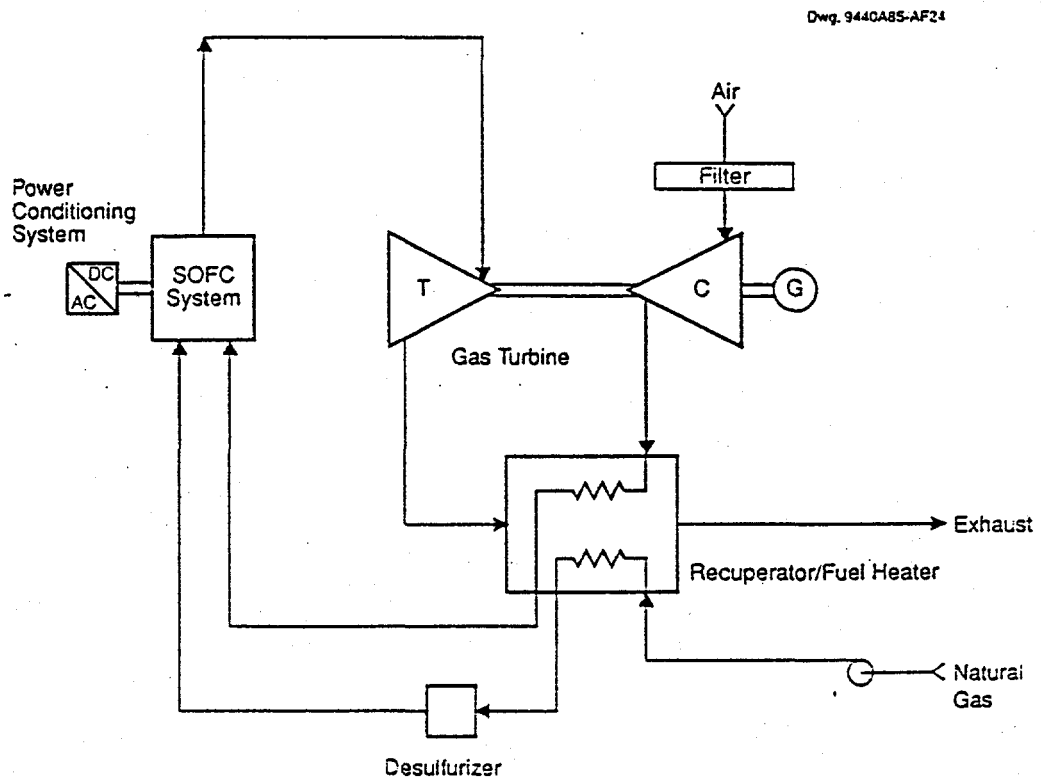 Dwg. 9440A85-AF24
Air
Filter
Power
Conditioning
System
DC
AC
SOFC
System
T
C
G
Gas Turbine
Exhaust
Recuperator/Fuel Heater
Natural
Gas
Desulfurizer